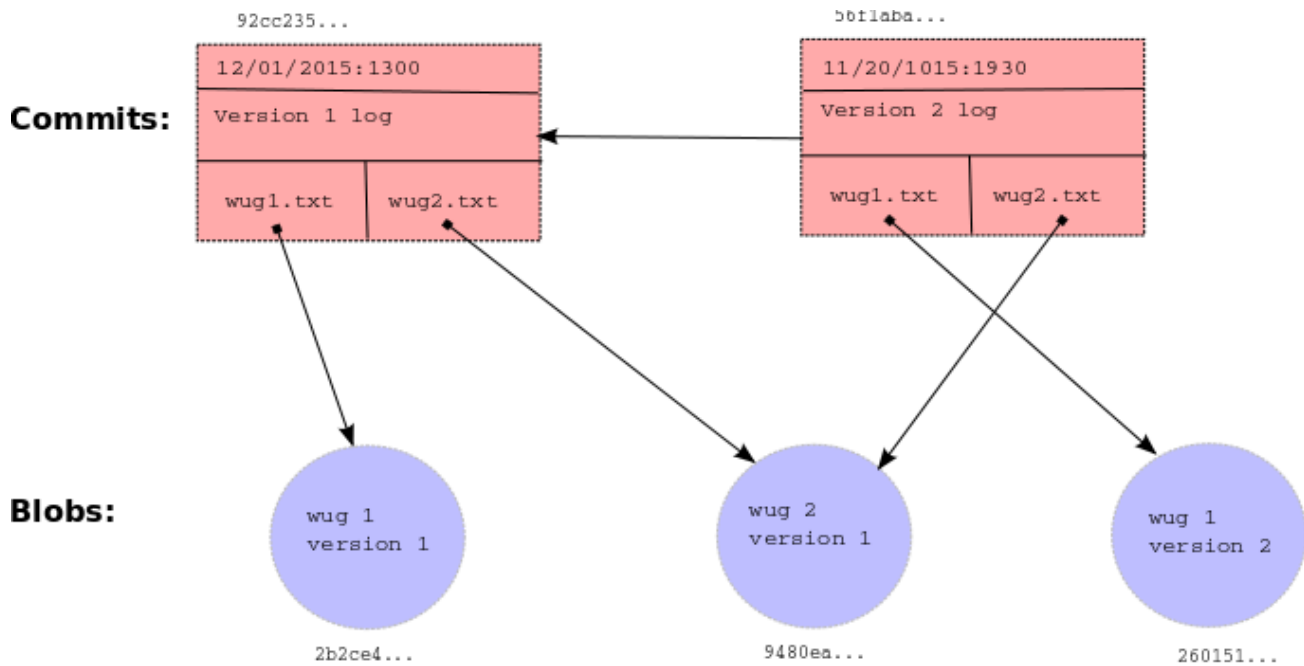 92cc235...
56f1aba...
12/01/2015:1300
11/20/1015:1930
Commits:
Version 1 log
Version 2 log
wug1.txt
wug2.txt
wug1.txt
wug2.txt
Blobs:
wug 1
version 1
wug 2
version 1
wug 1
version 2
2b2ce4...
9480ea...
260151...